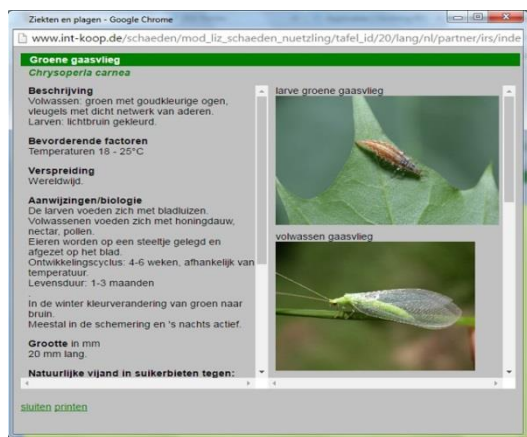 Ziekten en plagen - Google Chrome
www.int-koop.de/schaeden/mod_liz_schaeden_nuetzling/tafel_id/20/lang/nl/partner/irs/inde
Groene gaasvlieg
Chrysoperla carnea
Beschrijving
Volwassen: groen met goudkleurige ogen,
vleugels met dicht netwerk van aderen.
Larven: lichtbruin gekleurd.
Bevorderende factoren
Temperaturen 18 - 25°C
Verspreiding
Wereldwijd.
Aanwijzingen/biologie
De larven voeden zich met bladluizen.
Volwassenen voeden zich met honingdauw,
nectar, pollen.
Eieren worden op een steeltje gelegd en
afgezet op het blad.
Ontwikkelingscyclus: 4-6 weken, afhankelijk van
temperatuur.
Levensduur: 1-3 maanden
In de winter kleurverandering van groen naar
bruin.
Meestal in de schemering en 's nachts actief.
Grootte in mm
20 mm lang.
Natuurlijke vijand in suikerbieten tegen:
larve groene gaasvlieg
volwassen gaasvlieg
sluiten printen